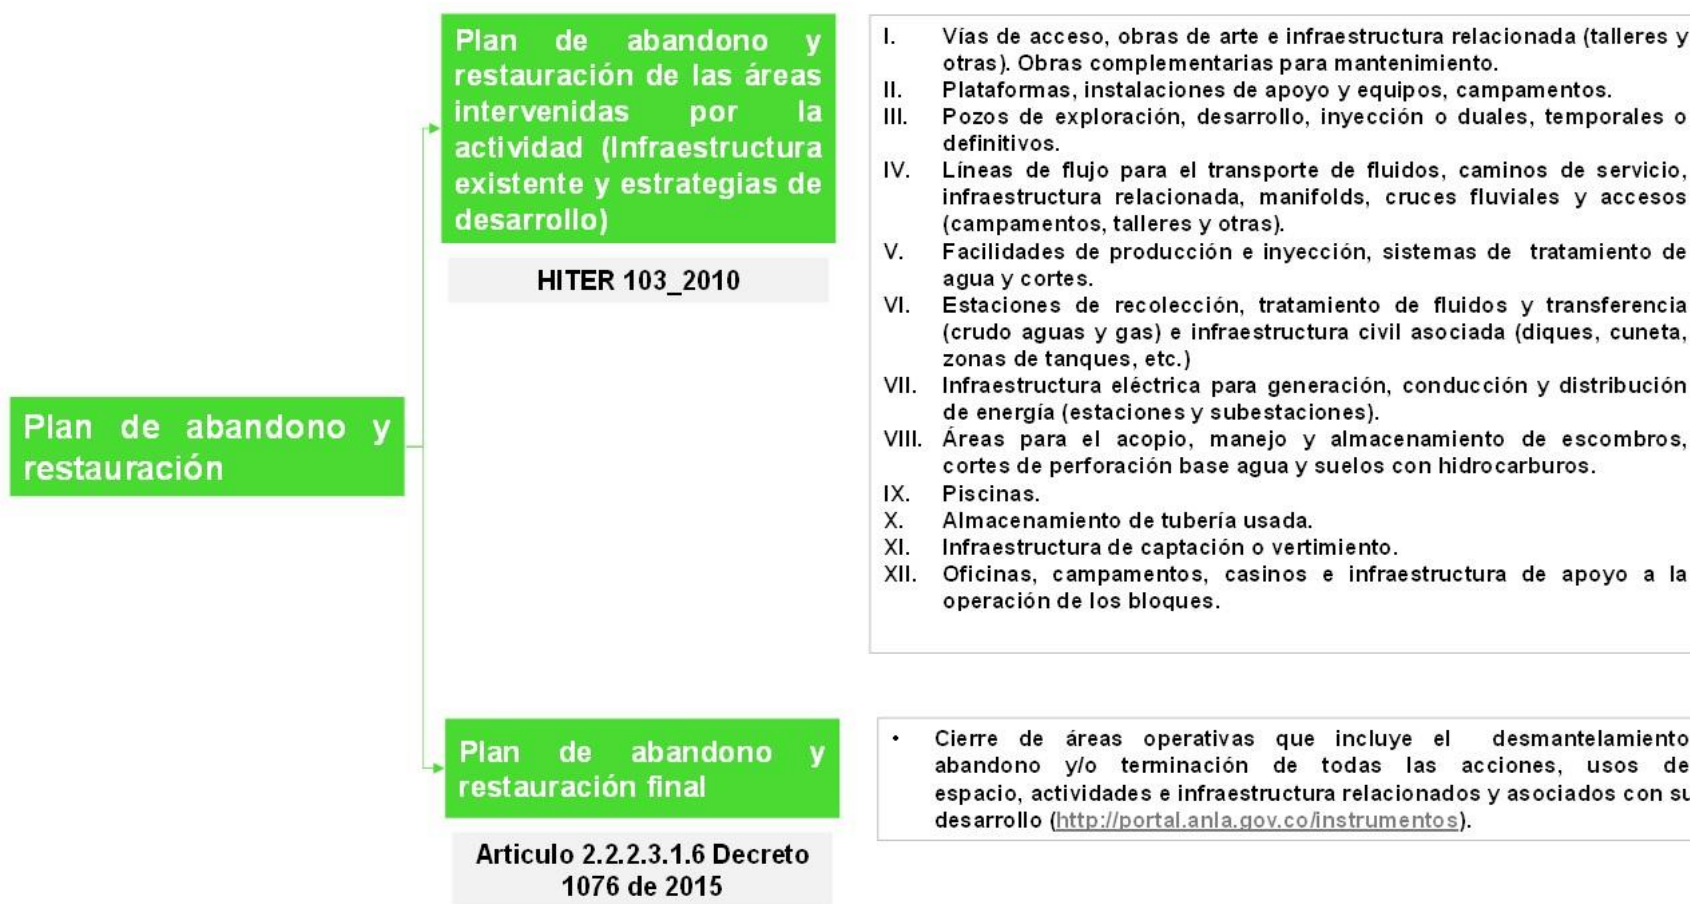 Plan de abandono y
restauración
Plan de abandono y
restauración de las áreas
intervenidas por la
actividad (Infraestructura
existente y estrategias de
desarrollo)
HITER 103_2010
I. Vías de acceso, obras de arte e infraestructura relacionada (talleres y
otras). Obras complementarias para mantenimiento.
II. Plataformas, instalaciones de apoyo y equipos, campamentos.
III. Pozos de exploración, desarrollo, inyección o duales, temporales o
definitivos.
IV. Líneas de flujo para el transporte de fluidos, caminos de servicio,
infraestructura relacionada, manifolds, cruces fluviales y accesos
(campamentos, talleres y otras).
V. Facilidades de producción e inyección, sistemas de tratamiento de
agua y cortes.
VI. Estaciones de recolección, tratamiento de fluidos y transferencia
(crudo aguas y gas) e infraestructura civil asociada (diques, cuneta,
zonas de tanques, etc.)
VII. Infraestructura eléctrica para generación, conducción y distribución
de energía (estaciones y subestaciones).
VIII. Áreas para el acopio, manejo y almacenamiento de escombros,
cortes de perforación base agua y suelos con hidrocarburos.
IX. Piscinas.
X. Almacenamiento de tubería usada.
XI. Infraestructura de captación o vertimiento.
XII. Oficinas, campamentos, casinos e infraestructura de apoyo a la
operación de los bloques.
Plan de abandono y
restauración final
Articulo 2.2.2.3.1.6 Decreto
1076 de 2015
• Cierre de áreas operativas que incluye el desmantelamiento
abandono y/o terminación de todas las acciones, usos de
espacio, actividades e infraestructura relacionados y asociados con su
desarrollo (http://portal.anla.gov.co/instrumentos).